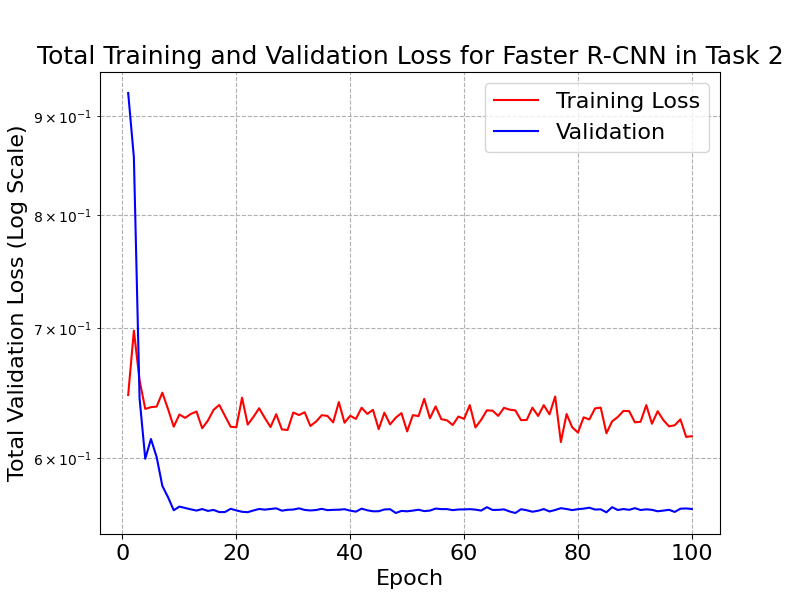 Total Training and Validation Loss for Faster R-CNN in Task 2
Training Loss
Validation
Total Validation Loss (Log Scale)
9 × 10⁻¹
8 × 10⁻¹
7 × 10⁻¹
6 × 10⁻¹
0 20 40 60 80 100
Epoch